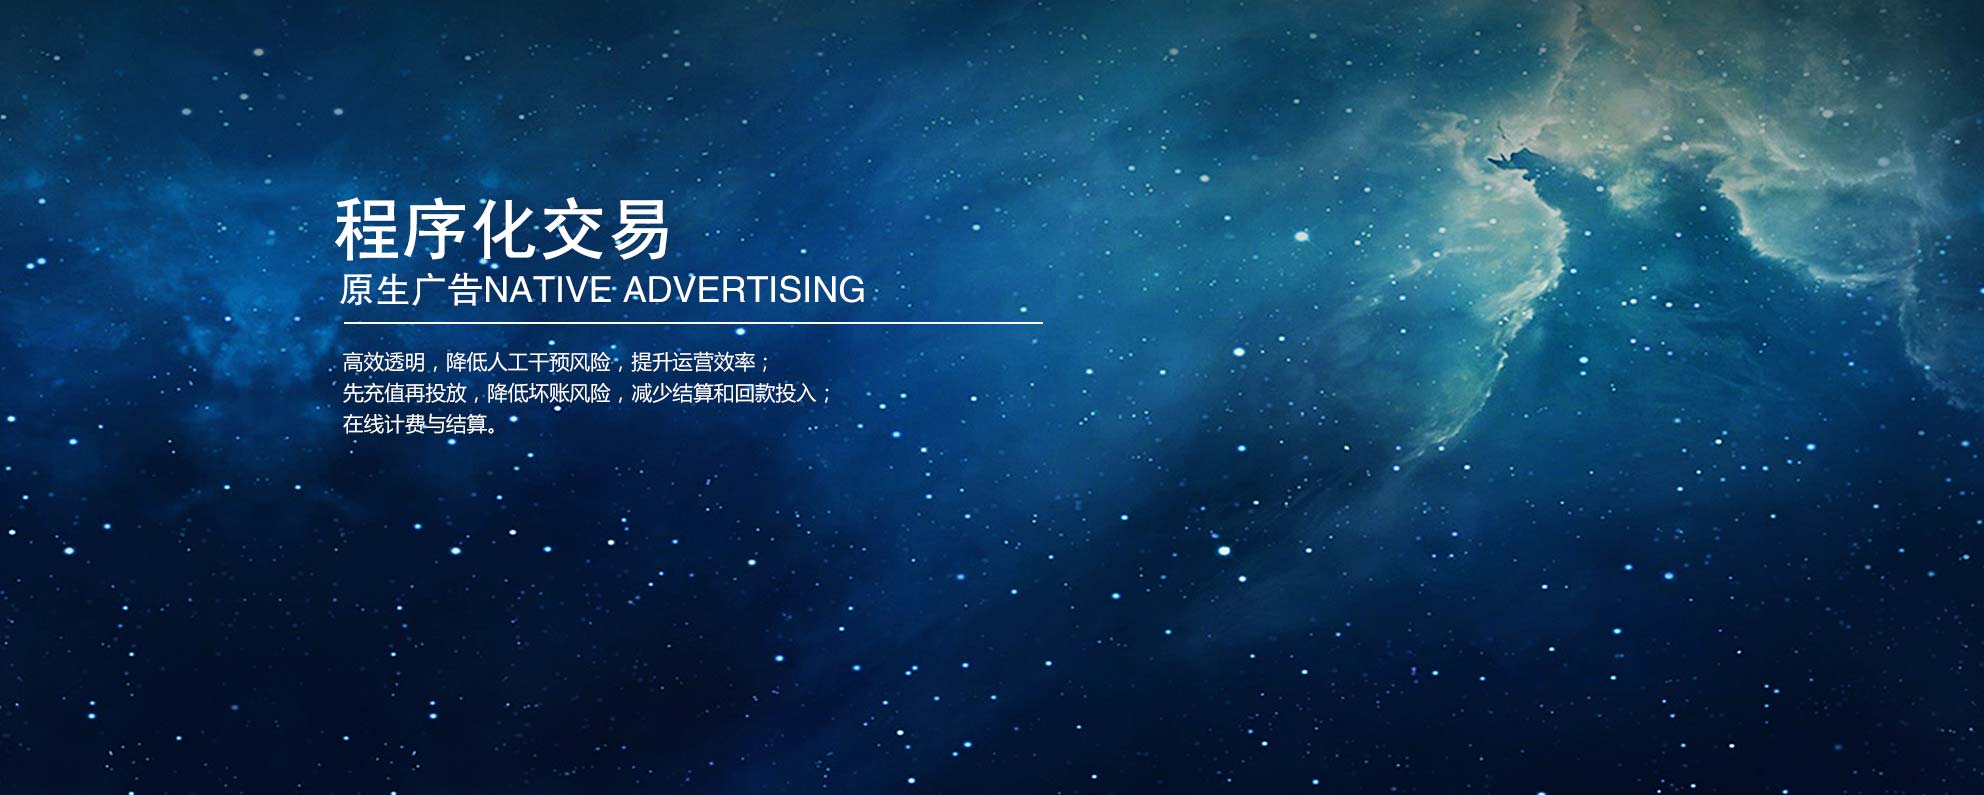 程序化交易
原生广告NATIVE ADVERTISING
高效透明，降低人工干预风险，提升运营效率；
先充值再投放，降低坏账风险，减少结算和回款投入；
在线计费与结算。